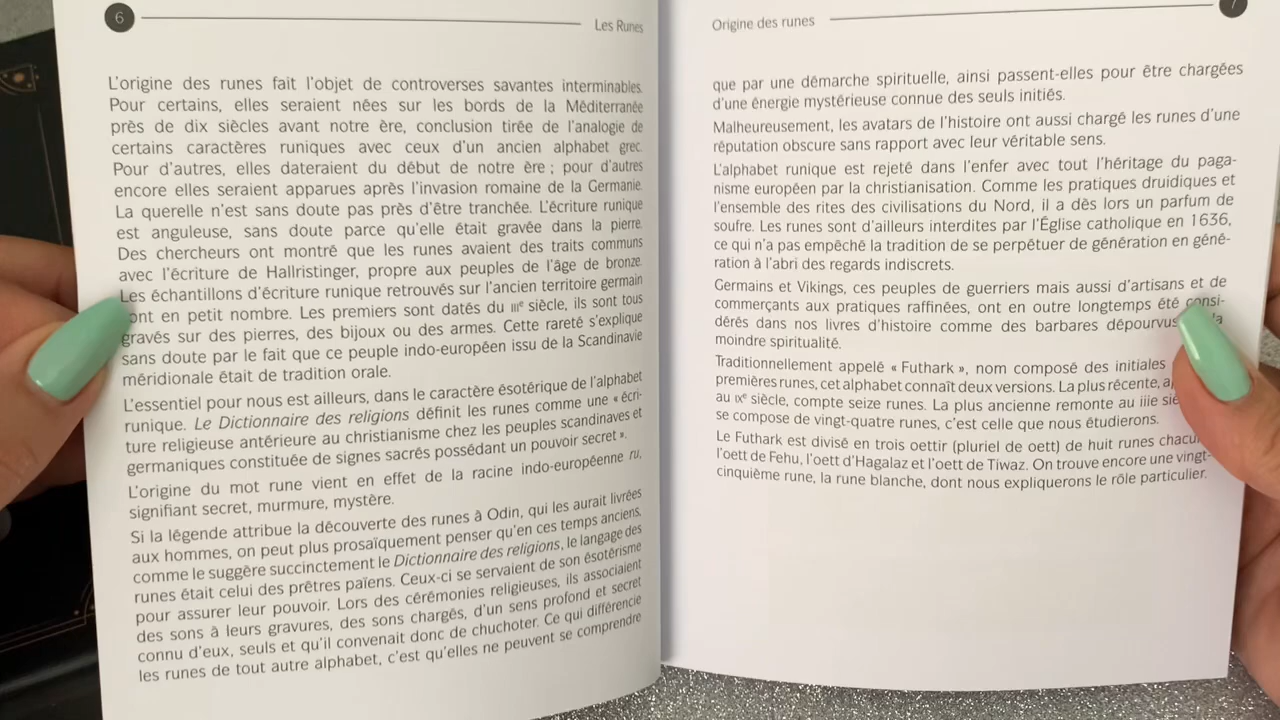 6
Les Runes
L'origine des runes fait l'objet de controverses savantes interminables.
Pour certains, elles seraient nées sur les bords de la Méditerranée
près de dix siècles avant notre ère, conclusion tirée de l'analogie de
certains caractères runiques avec ceux d'un ancien alphabet grec.
Pour d'autres, elles dateraient du début de notre ère ; pour d'autres
encore elles seraient apparues après l'invasion romaine de la Germanie.
La querelle n'est sans doute pas près d'être tranchée. L'écriture runique
est anguleuse, sans doute parce qu'elle était gravée dans la pierre.
Des chercheurs ont montré que les runes avaient des traits communs
avec l'écriture de Hallristinger, propre aux peuples de l'âge de bronze.
Les échantillons d'écriture runique retrouvés sur l'ancien territoire germain
ont en petit nombre. Les premiers sont datés du IIIe siècle, ils sont tous
gravés sur des pierres, des bijoux ou des armes. Cette rareté s'explique
sans doute par le fait que ce peuple indo-européen issu de la Scandinavie
méridionale était de tradition orale.
L'essentiel pour nous est ailleurs, dans le caractère ésotérique de l'alphabet
runique. Le Dictionnaire des religions définit les runes comme une « écri-
ture religieuse antérieure au christianisme chez les peuples scandinaves et
germaniques constituée de signes sacrés possédant un pouvoir secret ».
L'origine du mot rune vient en effet de la racine indo-européenne ru,
signifiant secret, murmure, mystère.
Si la légende attribue la découverte des runes à Odin, qui les aurait livrées
aux hommes, on peut plus prosaïquement penser qu'en ces temps anciens,
comme le suggère succinctement le Dictionnaire des religions, le langage des
runes était celui des prêtres païens. Ceux-ci se servaient de son ésotérisme
pour assurer leur pouvoir. Lors des cérémonies religieuses, ils associaient
des sons à leurs gravures, des sons chargés, d'un sens profond et secret
connu d'eux, seuls et qu'il convenait donc de chuchoter. Ce qui différencie
les runes de tout autre alphabet, c'est qu'elles ne peuvent se comprendre
Origine des runes
7
que par une démarche spirituelle, ainsi passent-elles pour être chargées
d'une énergie mystérieuse connue des seuls initiés.
Malheureusement, les avatars de l'histoire ont aussi chargé les runes d'une
réputation obscure sans rapport avec leur véritable sens.
L'alphabet runique est rejeté dans l'enfer avec tout l'héritage du paga-
nisme européen par la christianisation. Comme les pratiques druidiques et
l'ensemble des rites des civilisations du Nord, il a dès lors un parfum de
soufre. Les runes sont d'ailleurs interdites par l'Église catholique en 1636,
ce qui n'a pas empêché la tradition de se perpétuer de génération en géné-
ration à l'abri des regards indiscrets.
Germains et Vikings, ces peuples de guerriers mais aussi d'artisans et de
commerçants aux pratiques raffinées, ont en outre longtemps été consi-
dérés dans nos livres d'histoire comme des barbares dépourvus la
moindre spiritualité.
Traditionnellement appelé « Futhark », nom composé des initiales
premières runes, cet alphabet connaît deux versions. La plus récente,
au IXe siècle, compte seize runes. La plus ancienne remonte au iiie
se compose de vingt-quatre runes, c'est celle que nous étudierons.
Le Futhark est divisé en trois oettir (pluriel de oett) de huit runes
l'oett de Fehu, l'oett d'Hagalaz et l'oett de Tiwaz. On trouve encore une vingt-
cinquième rune, la rune blanche, dont nous expliquerons le rôle particulier.